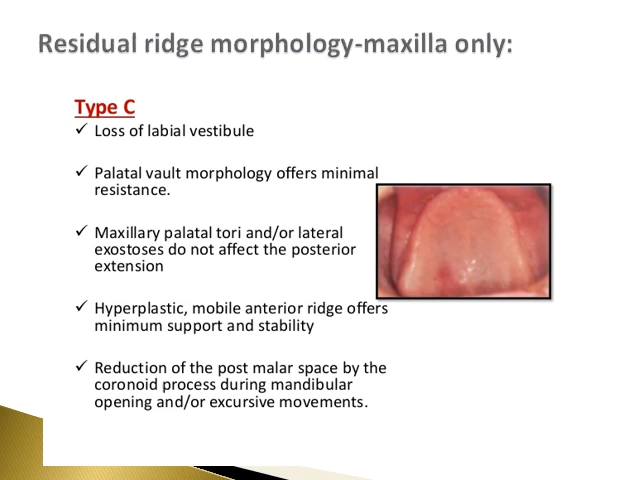 Residual ridge morphology-maxilla only:
Type C
✓ Loss of labial vestibule
✓ Palatal vault morphology offers minimal
resistance.
✓ Maxillary palatal tori and/or lateral
exostoses do not affect the posterior
extension
✓ Hyperplastic, mobile anterior ridge offers
minimum support and stability
✓ Reduction of the post malar space by the
coronoid process during mandibular
opening and/or excursive movements.